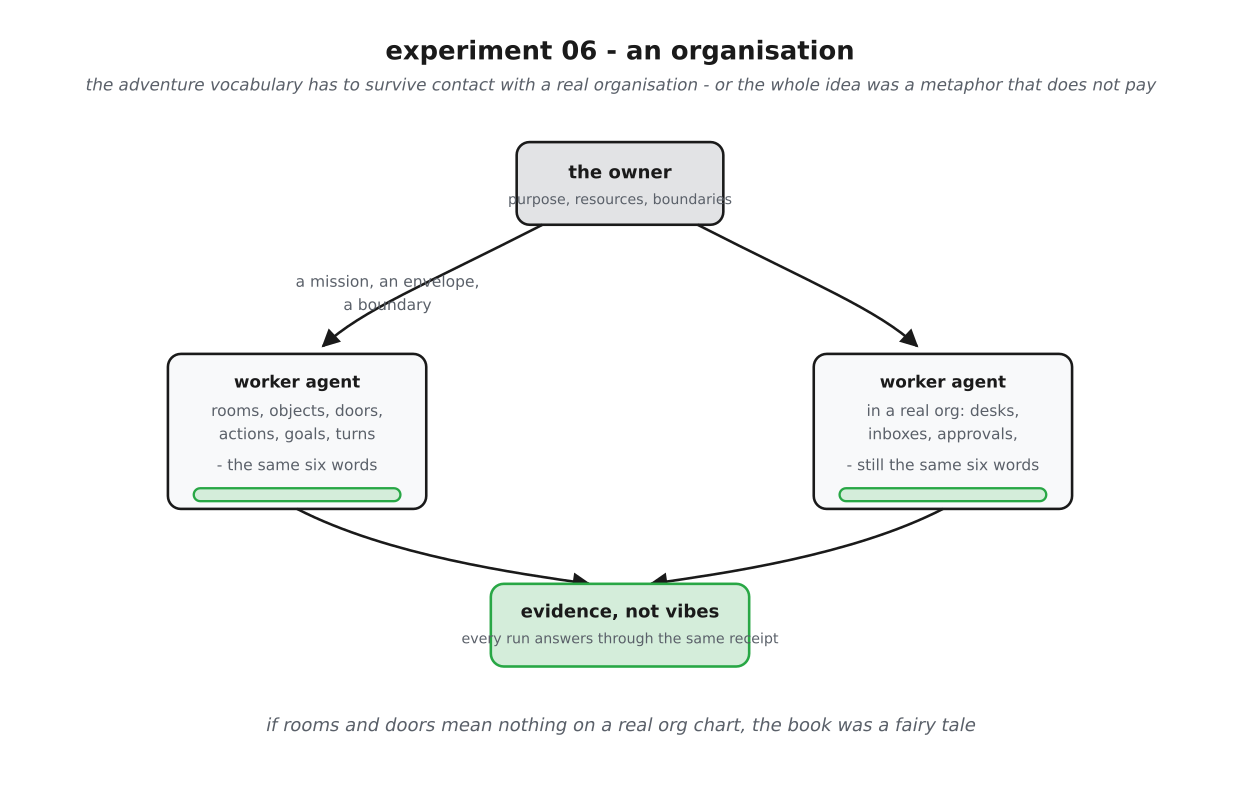 experiment 06 - an organisation
the adventure vocabulary has to survive contact with a real organisation - or the whole idea was a metaphor that does not pay
the owner
purpose, resources, boundaries
a mission, an envelope,
a boundary
worker agent
rooms, objects, doors,
actions, goals, turns
- the same six words
worker agent
in a real org: desks,
inboxes, approvals,
- still the same six words
evidence, not vibes
every run answers through the same receipt
if rooms and doors mean nothing on a real org chart, the book was a fairy tale